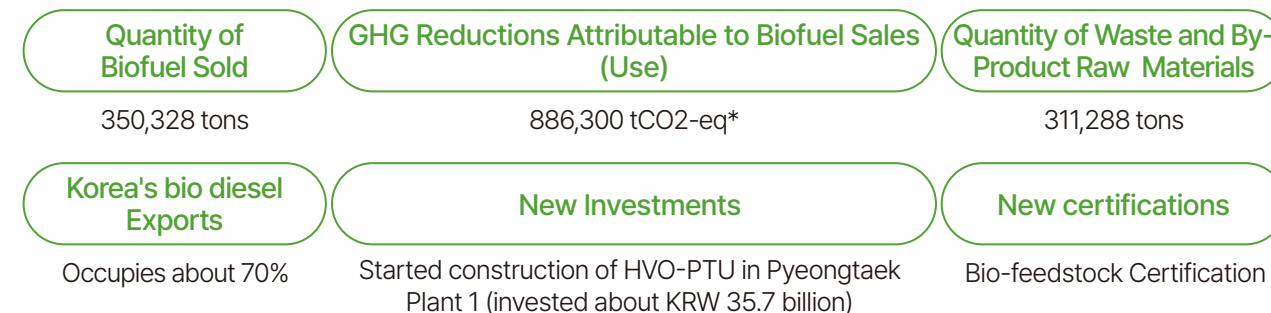 Quantity of
Biofuel Sold
350,328 tons
GHG Reductions Attributable to Biofuel Sales
(Use)
886,300 tCO2-eq*
Quantity of Waste and By-
Product Raw Materials
311,288 tons
Korea's bio diesel
Exports
Occupies about 70%
New Investments
Started construction of HVO-PTU in Pyeongtaek
Plant 1 (invested about KRW 35.7 billion)
New certifications
Bio-feedstock Certification